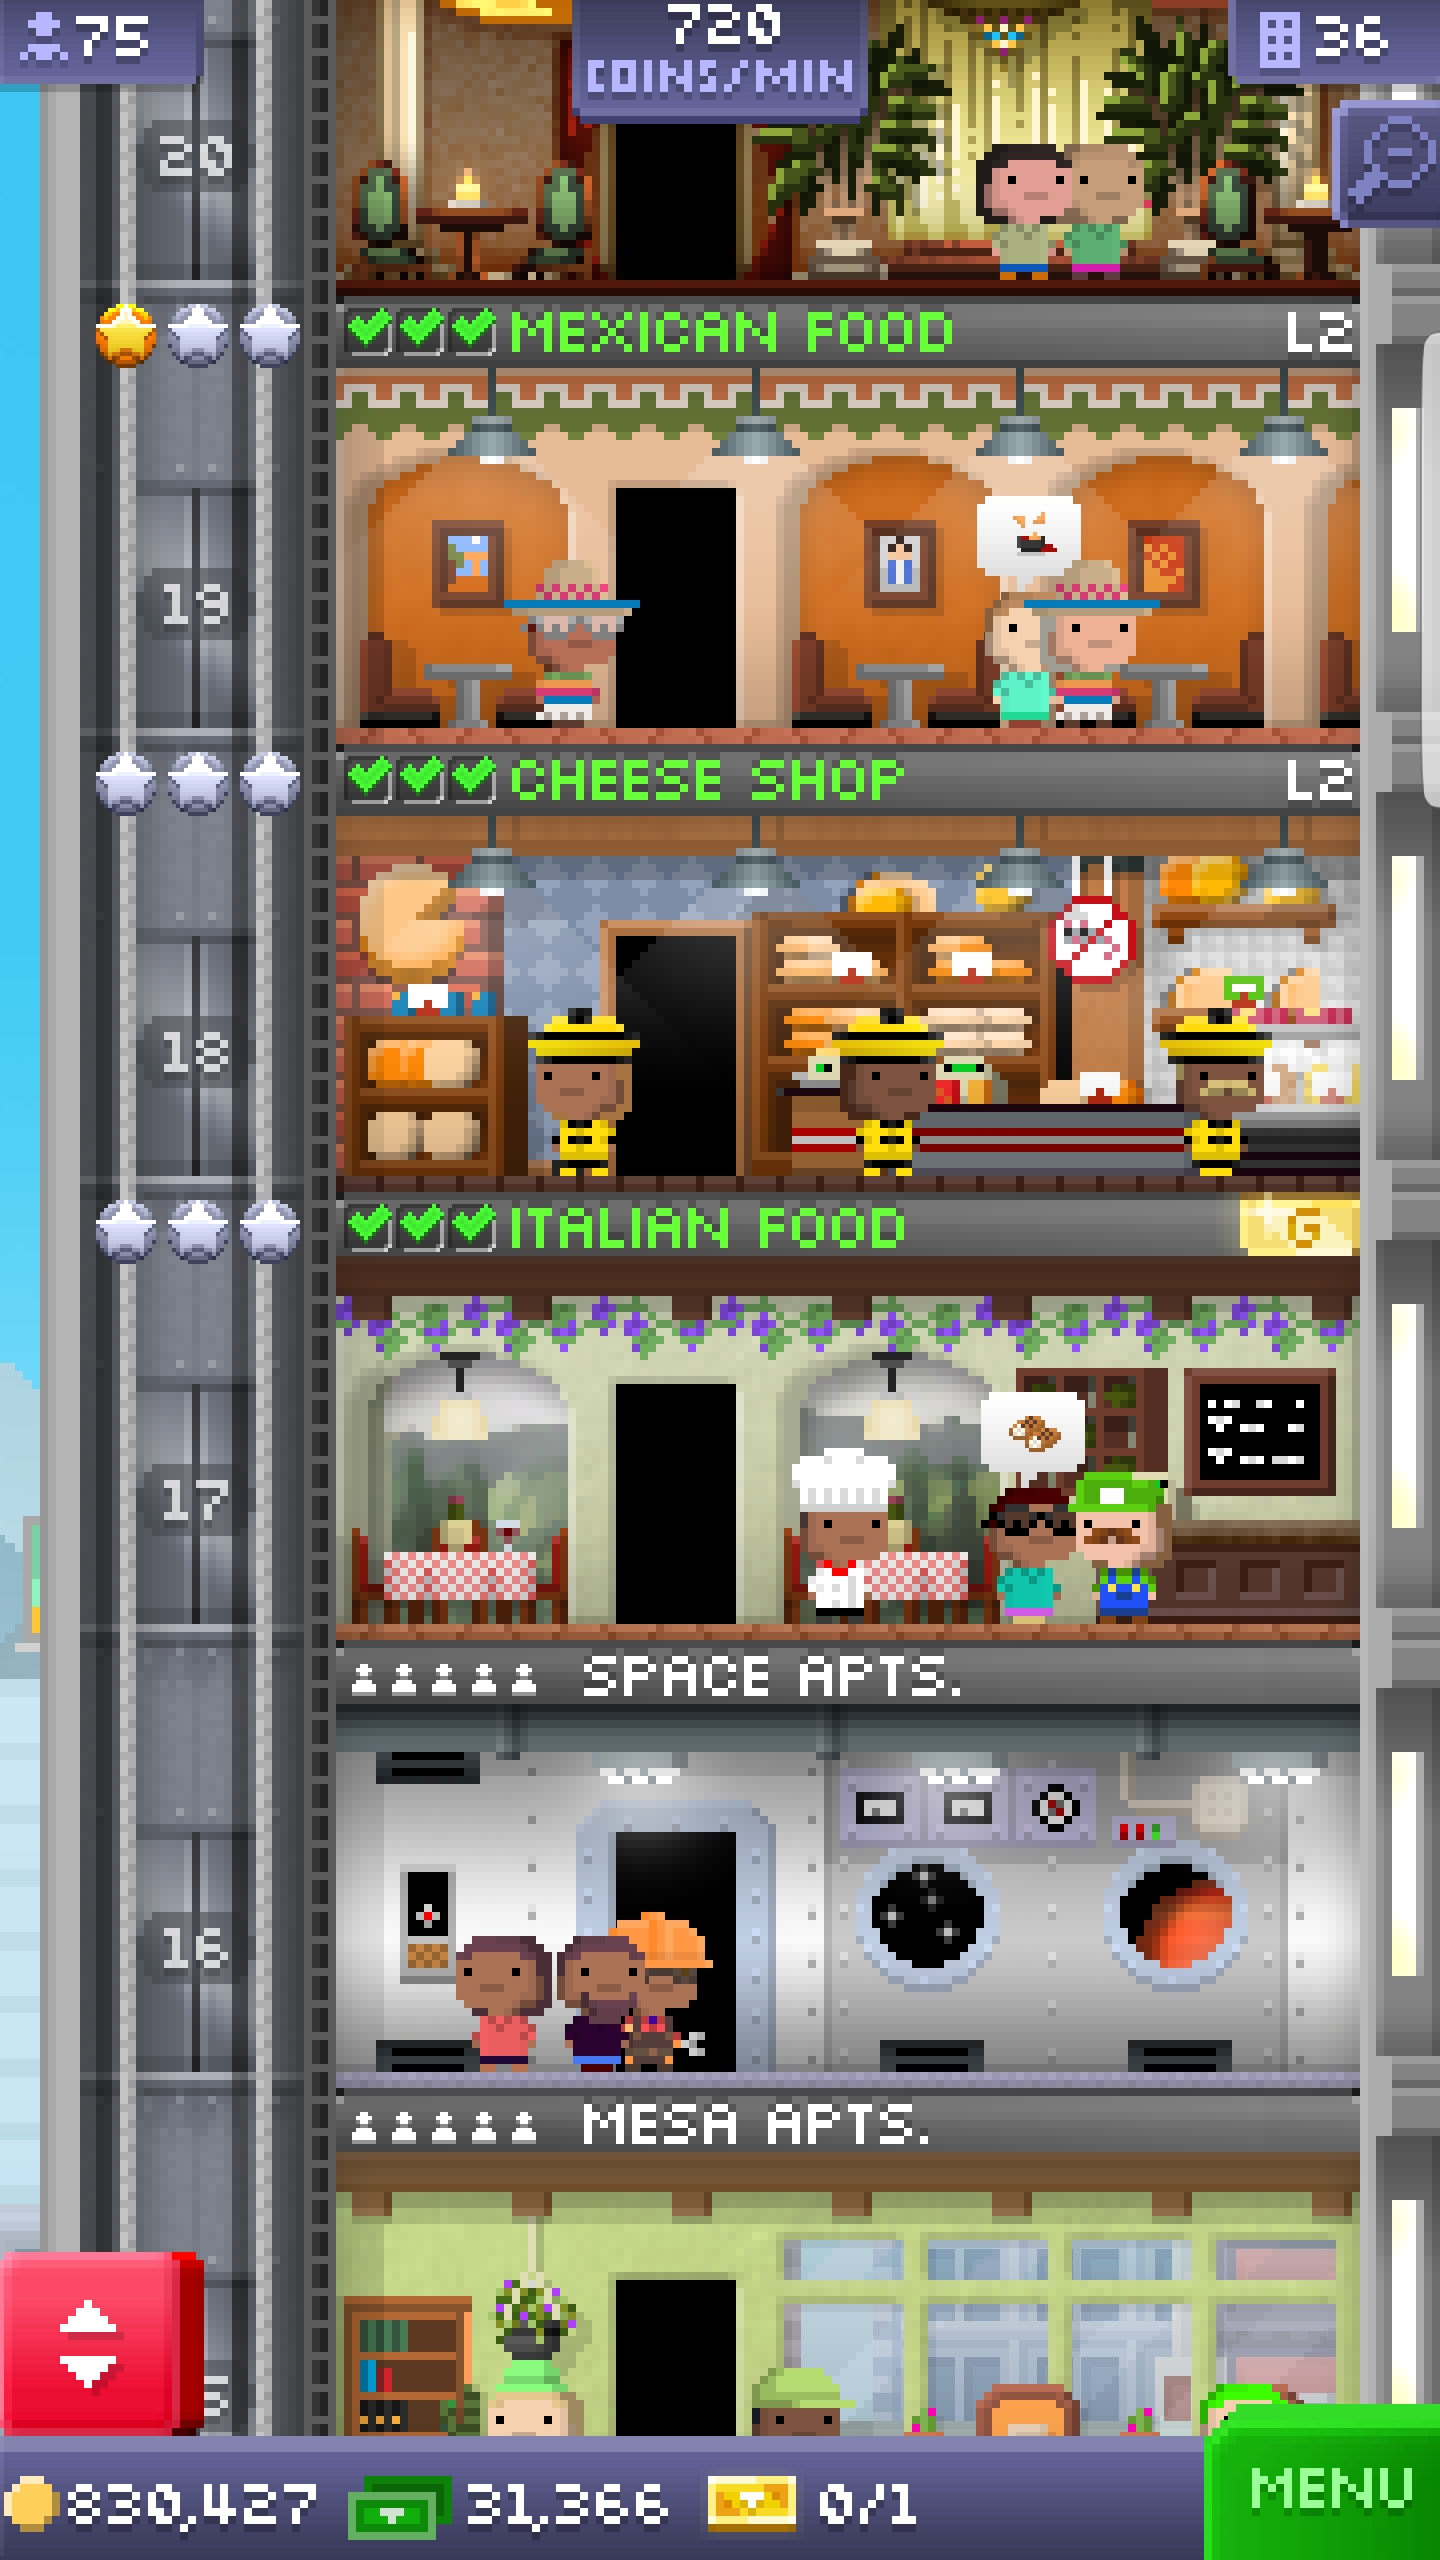 75
720
COINS/MIN
36
20
MEXICAN FOOD L2
19
CHEESE SHOP L2
18
ITALIAN FOOD G
17
SPACE APTS.
16
MESA APTS.
5
830,427 31,366 0/1 MENU